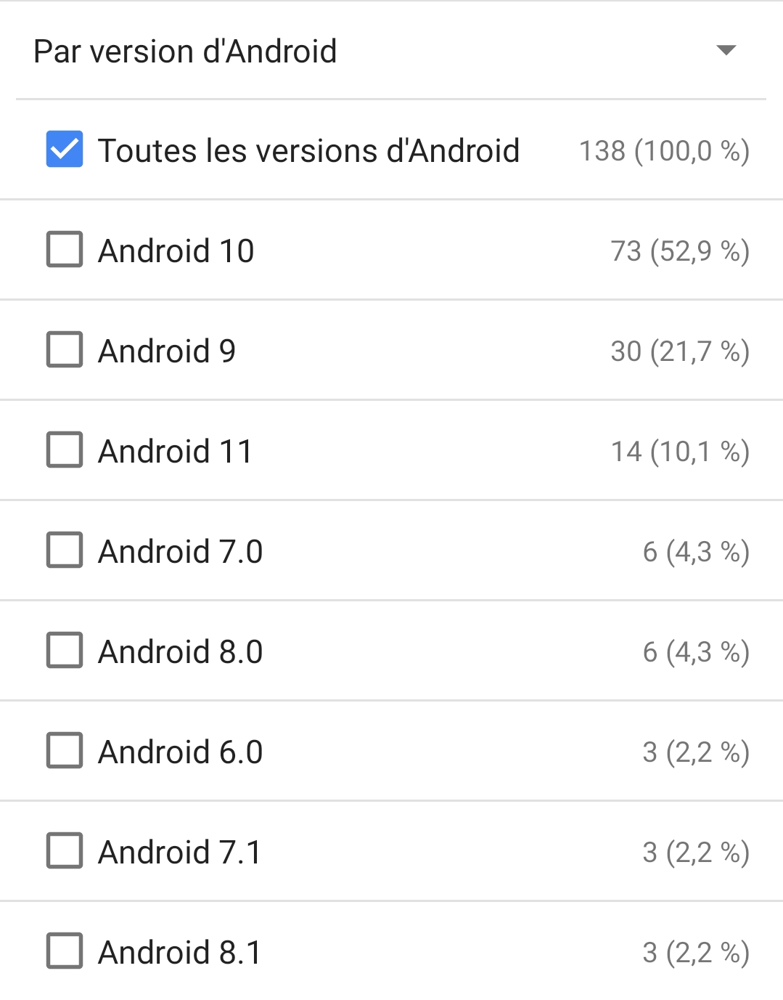 Par version d'Android
Toutes les versions d'Android 138 (100,0 %)
Android 10 73 (52,9 %)
Android 9 30 (21,7 %)
Android 11 14 (10,1 %)
Android 7.0 6 (4,3 %)
Android 8.0 6 (4,3 %)
Android 6.0 3 (2,2 %)
Android 7.1 3 (2,2 %)
Android 8.1 3 (2,2 %)